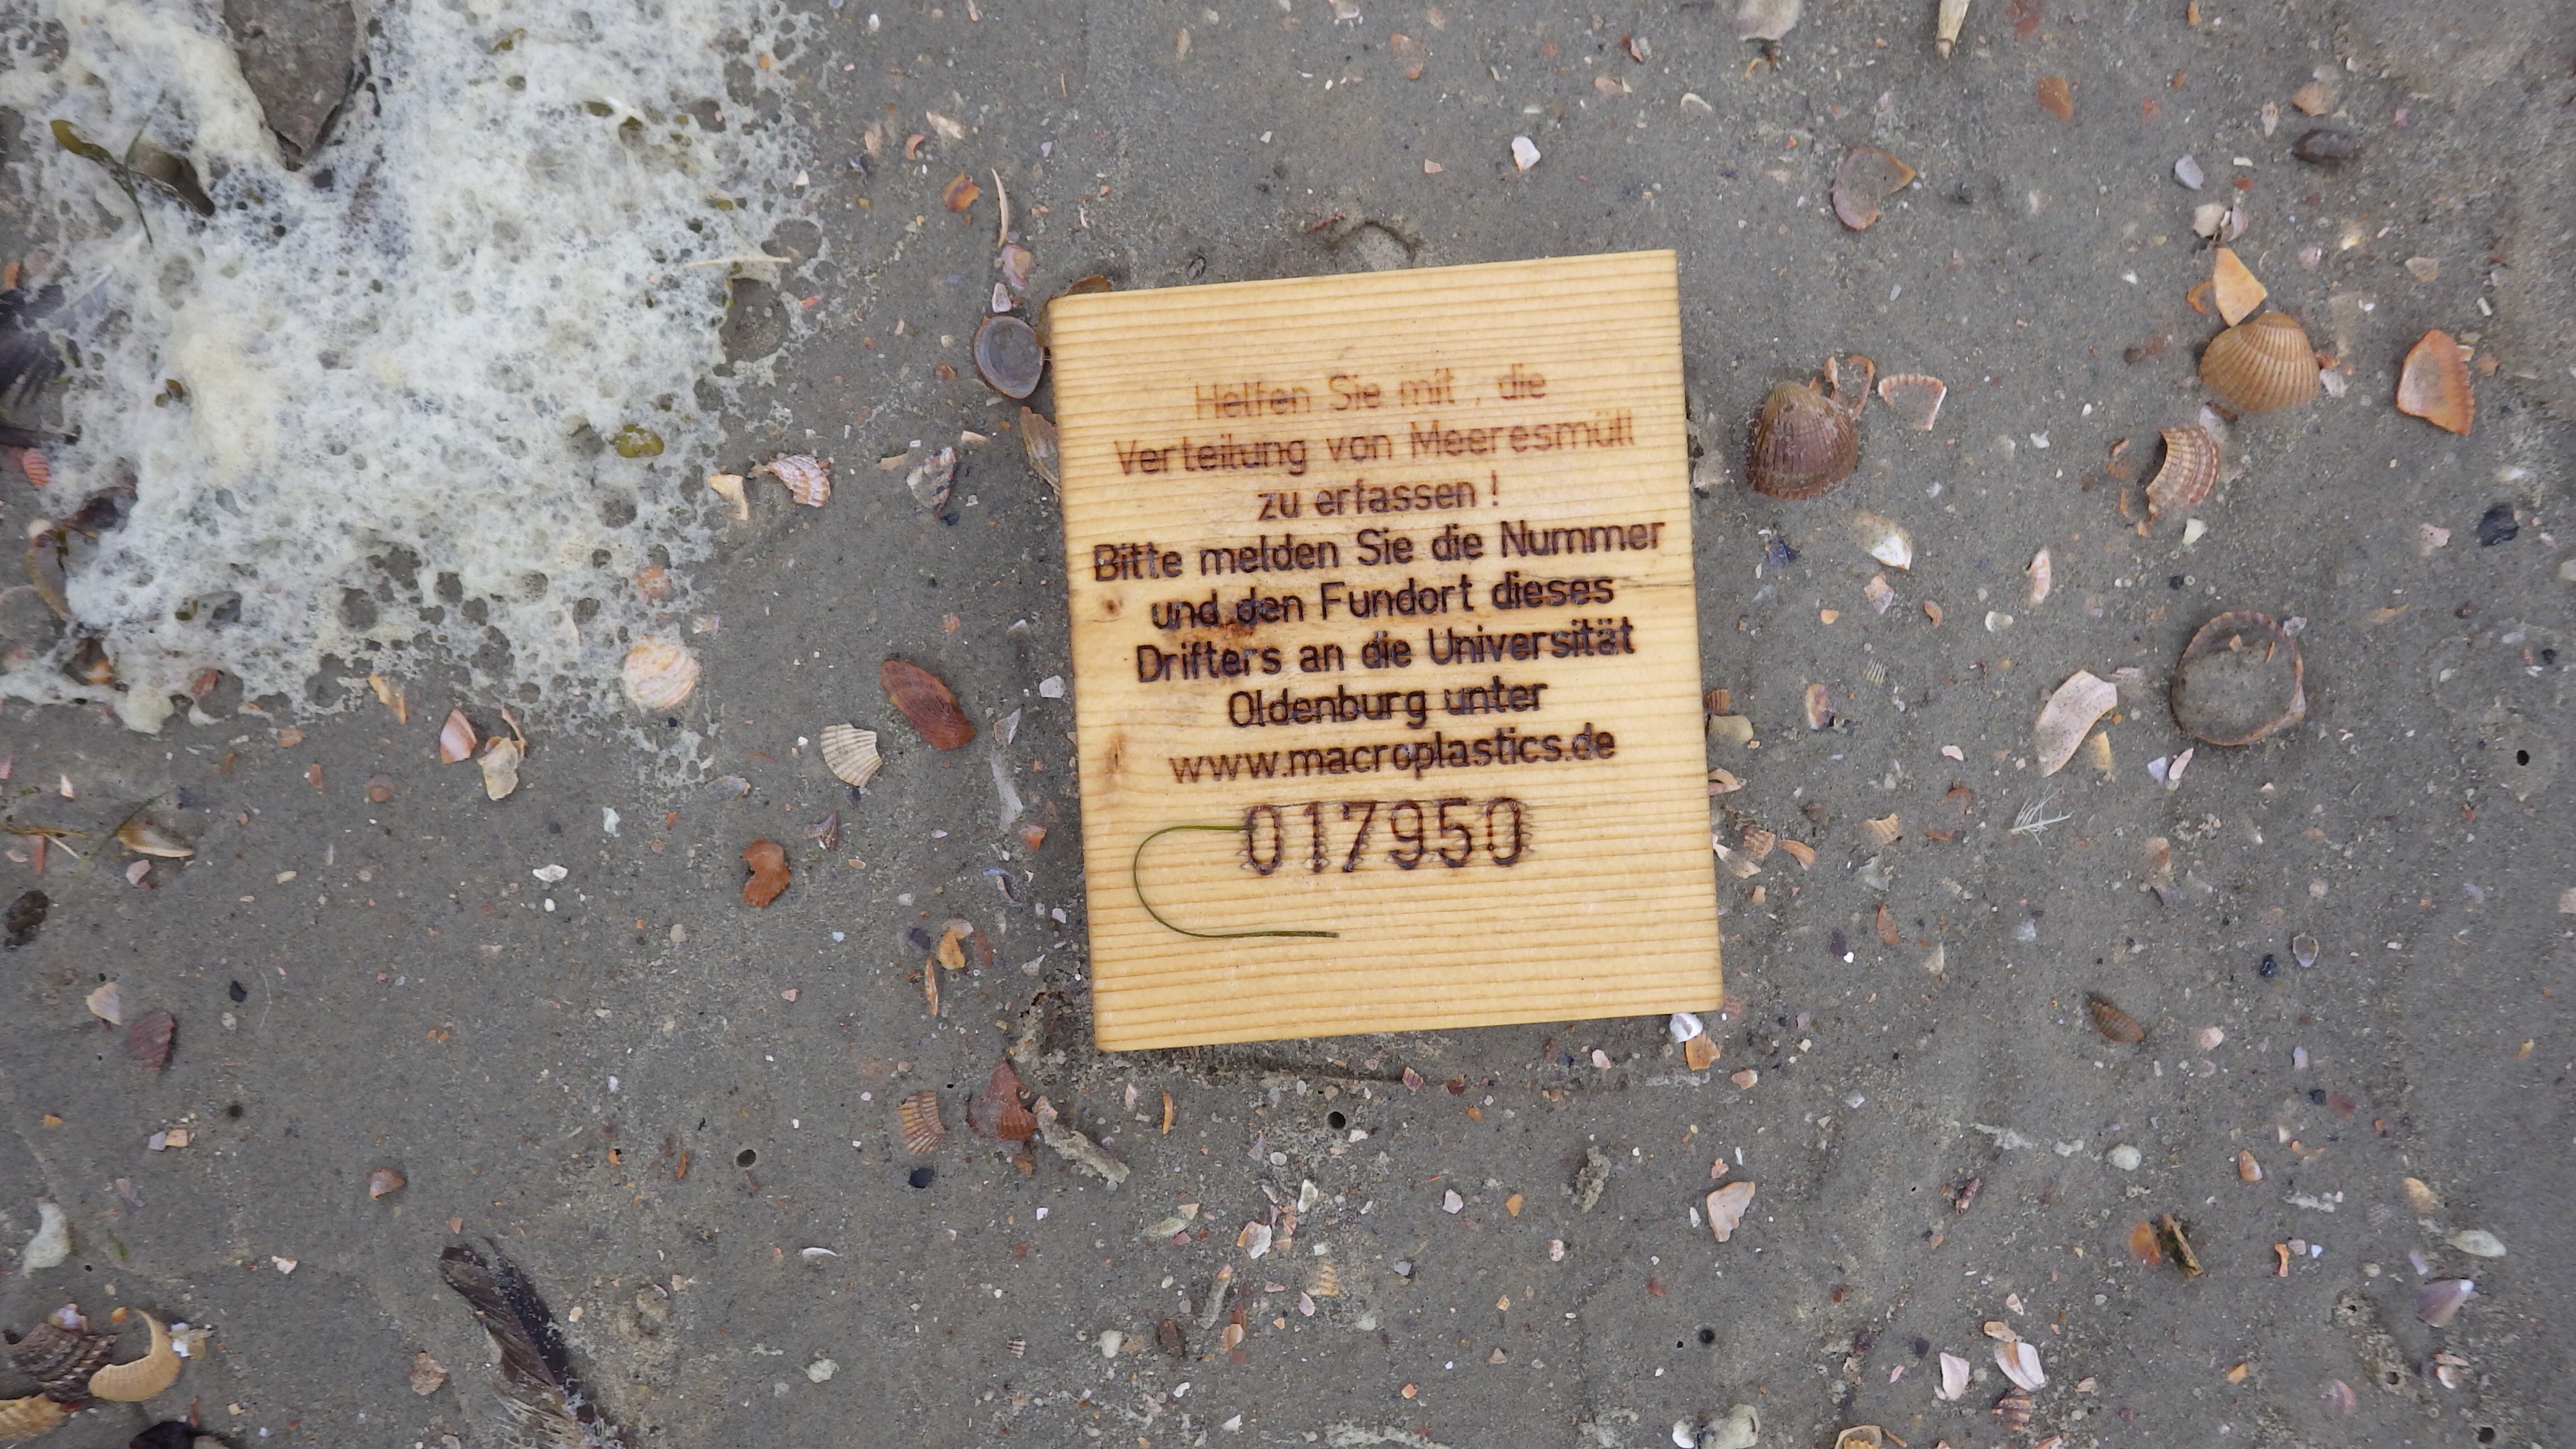 Helfen Sie mit , die
Verteilung von Meeresmüll
zu erfassen !
Bitte melden Sie die Nummer
und den Fundort dieses
Drifters an die Universität
Oldenburg unter
www.macroplastics.de
017950